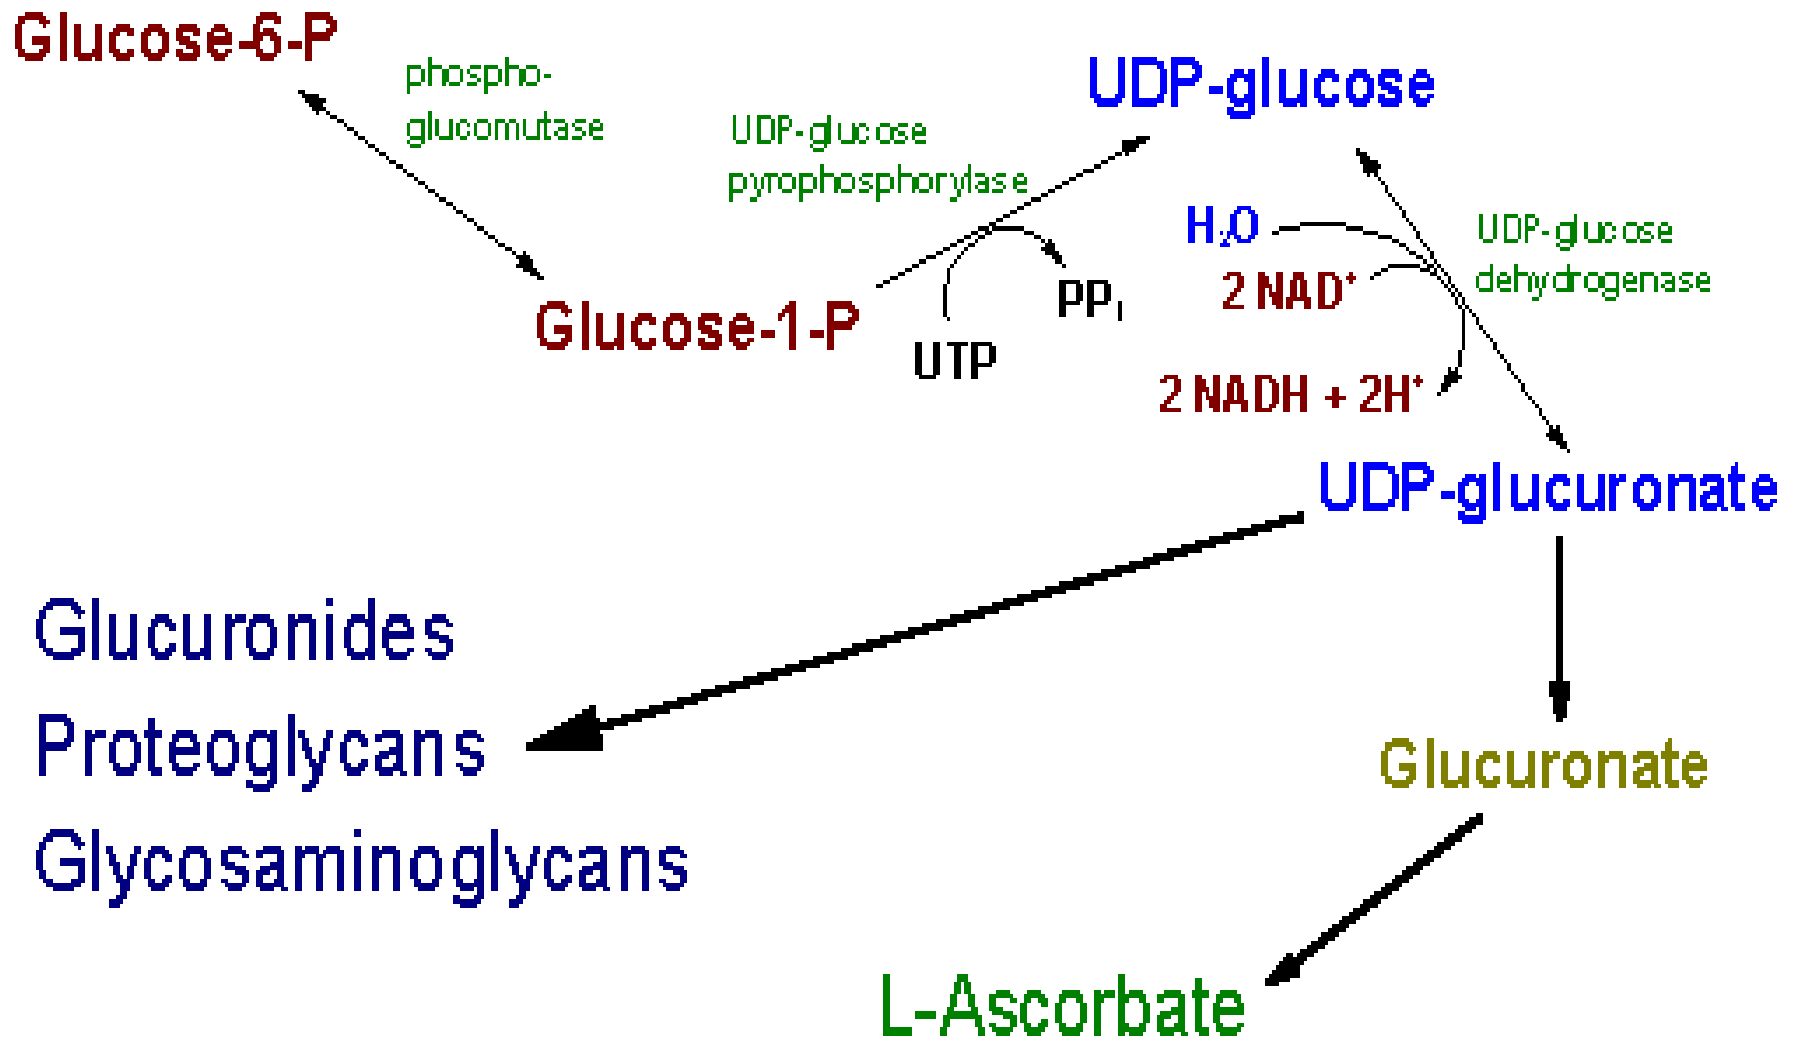 Glucose-6-P
phospho-
glucomutase
UDP-glucose
pyrophosphorylase
UDP-glucose
H₂O
2 NAD⁺
UDP-glucose
dehydrogenase
Glucose-1-P
UTP
PPᵢ
2 NADH + 2H⁺
UDP-glucuronate
Glucuronides
Proteoglycans
Glycosaminoglycans
Glucuronate
L-Ascorbate